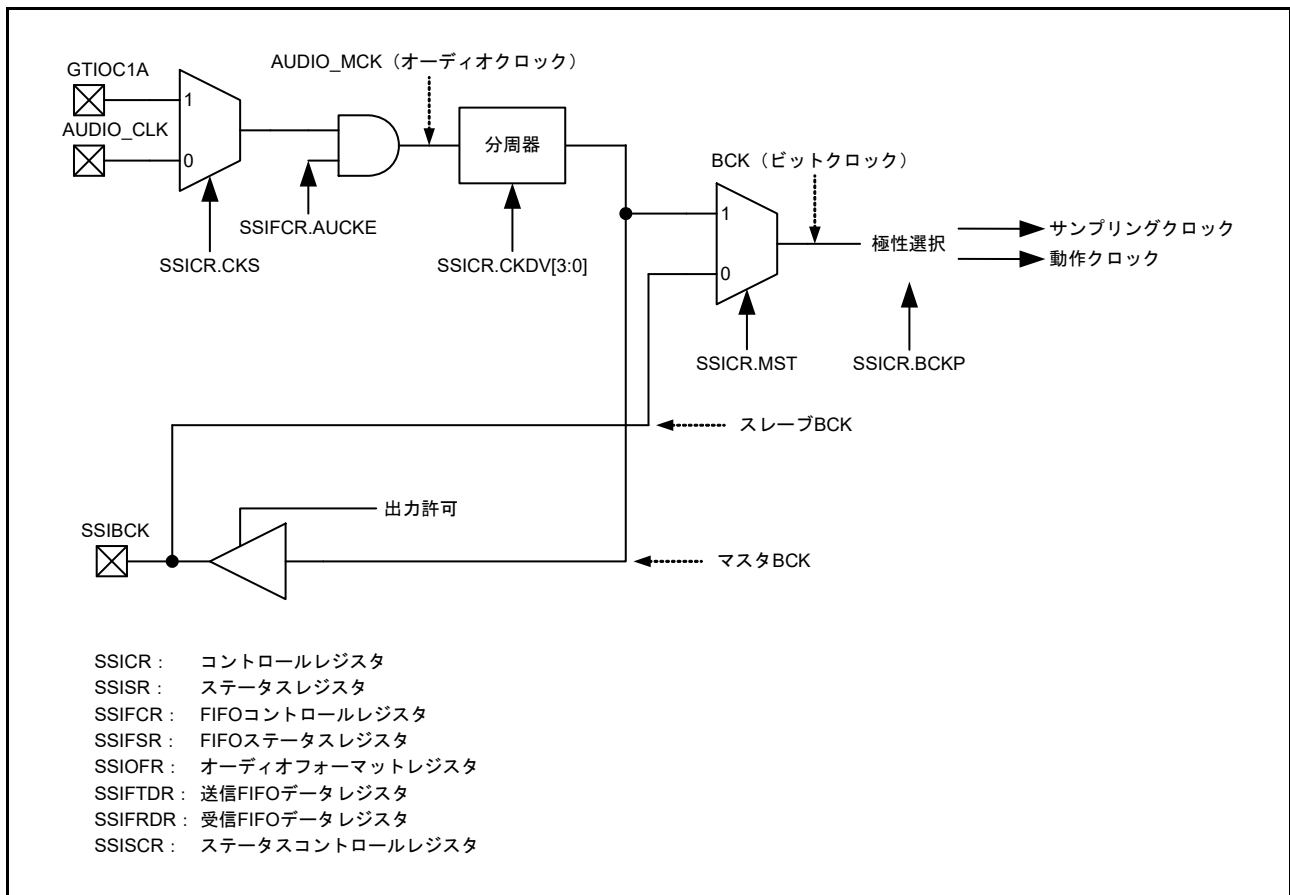 GTIOC1A
AUDIO_MCK（オーディオクロック）
1
AUDIO_CLK
0
分周器
SSIFCR.AUCKE
SSICR.CKS
SSICR.CKDV[3:0]
BCK（ビットクロック）
1
0
極性選択
サンプリングクロック
動作クロック
SSICR.MST
SSICR.BCKP
スレーブBCK
出力許可
SSIBCK
マスタBCK
SSICR： コントロールレジスタ
SSISR： ステータスレジスタ
SSIFCR： FIFOコントロールレジスタ
SSIFSR： FIFOステータスレジスタ
SSIOFR： オーディオフォーマットレジスタ
SSIFTDR： 送信FIFOデータレジスタ
SSIFRDR： 受信FIFOデータレジスタ
SSISCR： ステータスコントロールレジスタ